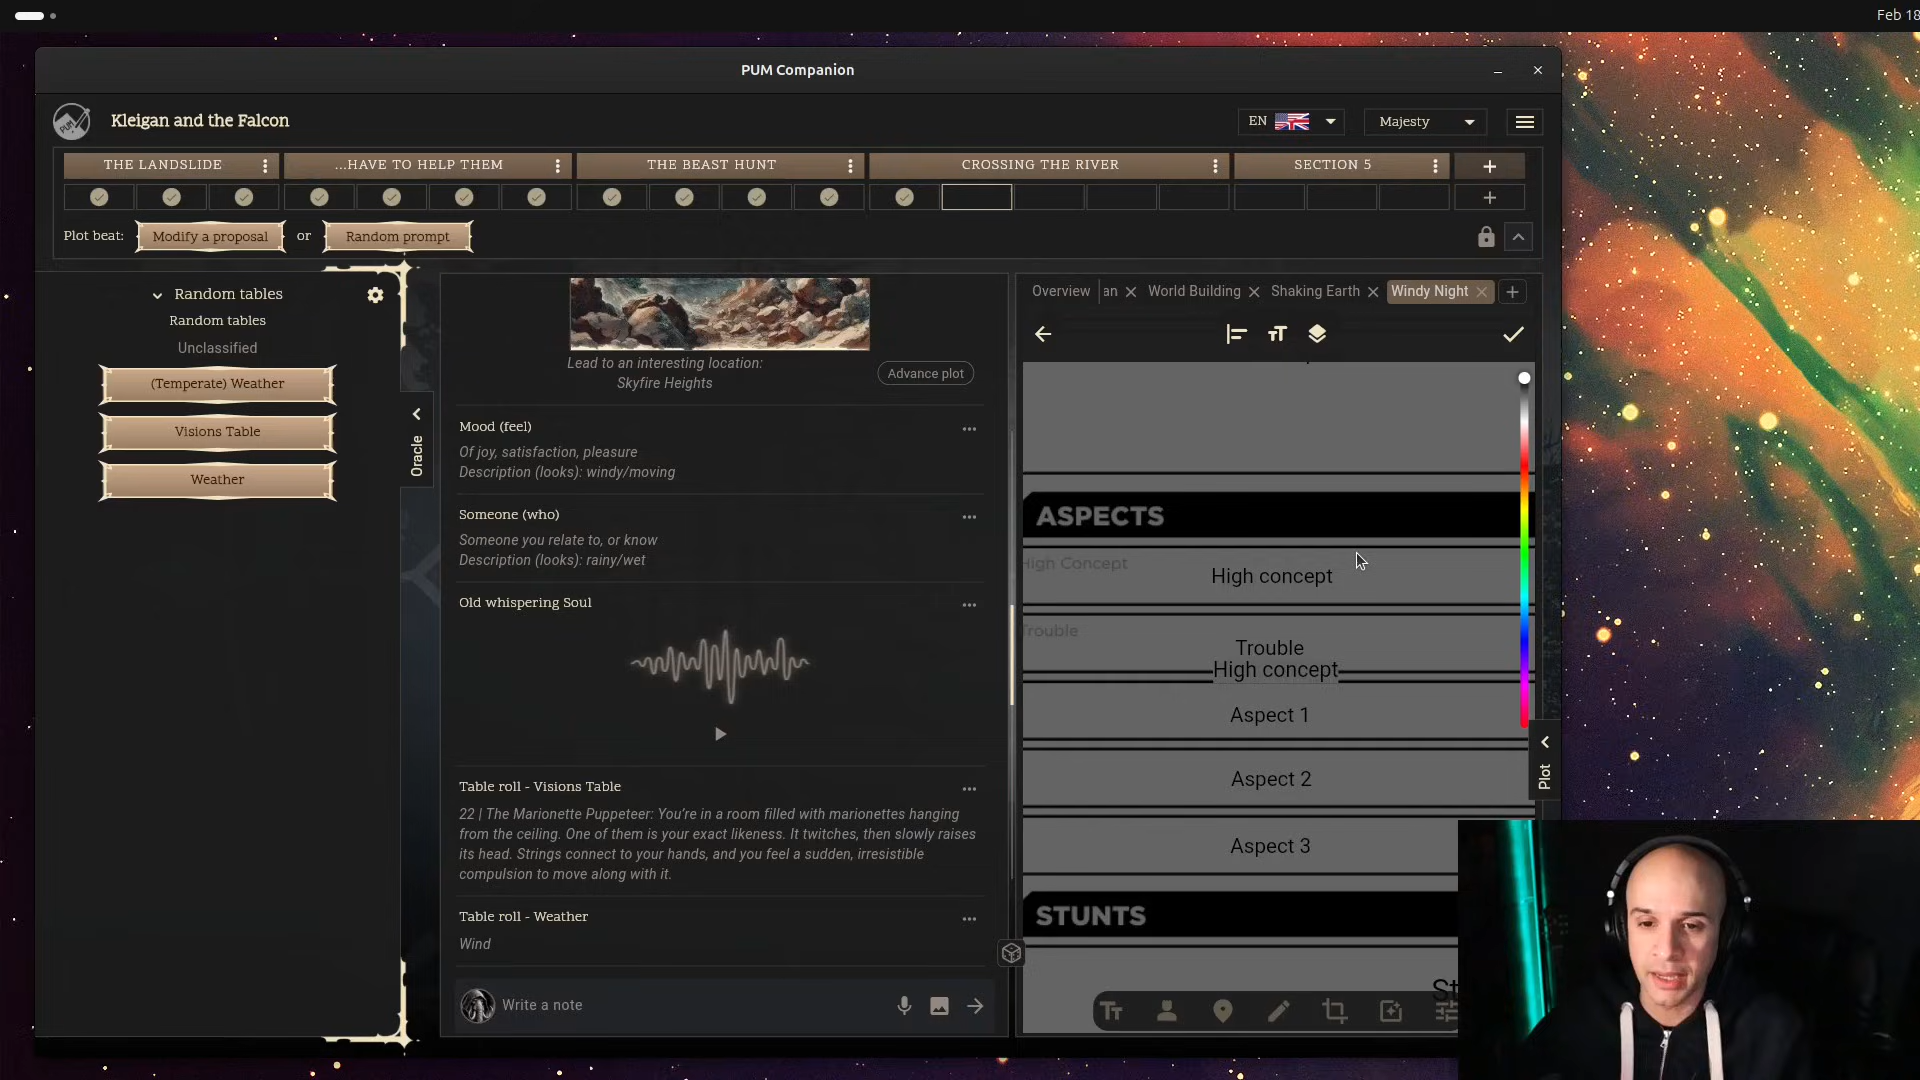 Feb 18
PUM Companion
PUM
Kleigan and the Falcon
EN
Majesty
THE LANDSLIDE
...HAVE TO HELP THEM
THE BEAST HUNT
CROSSING THE RIVER
SECTION 5
Plot beat:
Modify a proposal
or
Random prompt
Random tables
Random tables
Unclassified
(Temperate) Weather
Visions Table
Weather
Oracle
Lead to an interesting location:
Skyfire Heights
Advance plot
Mood (feel)
Of joy, satisfaction, pleasure
Description (looks): windy/moving
Someone (who)
Someone you relate to, or know
Description (looks): rainy/wet
Old whispering Soul
Table roll - Visions Table
22 | The Marionette Puppeteer: You're in a room filled with marionettes hanging
from the ceiling. One of them is your exact likeness. It twitches, then slowly raises
its head. Strings connect to your hands, and you feel a sudden, irresistible
compulsion to move along with it.
Table roll - Weather
Wind
Write a note
Overview
an
World Building
Shaking Earth
Windy Night
ASPECTS
High Concept
High concept
Trouble
Trouble
High concept
Aspect 1
Aspect 2
Aspect 3
STUNTS
St
Plot